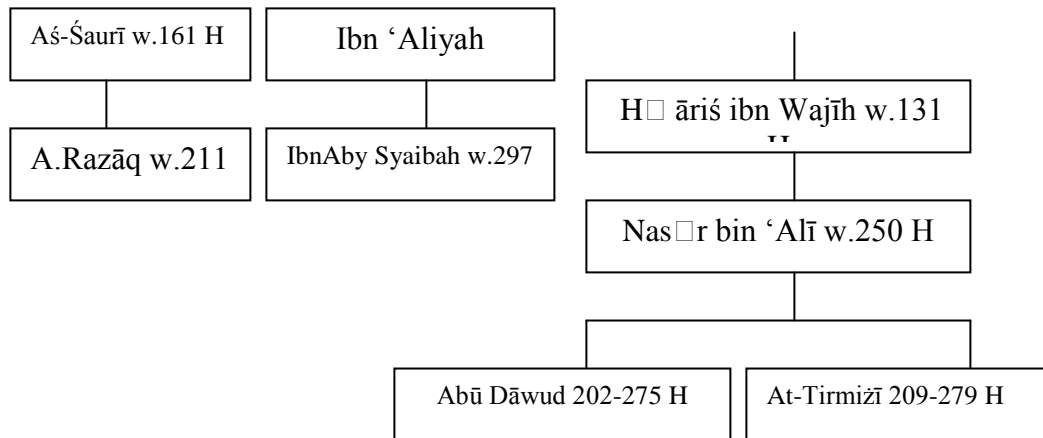 Aś-Śaurī w.161 H
Ibn ‘Aliyah
H□ āriś ibn Wajīh w.131
H
A.Razāq w.211
IbnAby Syaibah w.297
Nas□r bin ‘Alī w.250 H
Abū Dāwud 202-275 H
At-Tirmiżī 209-279 H